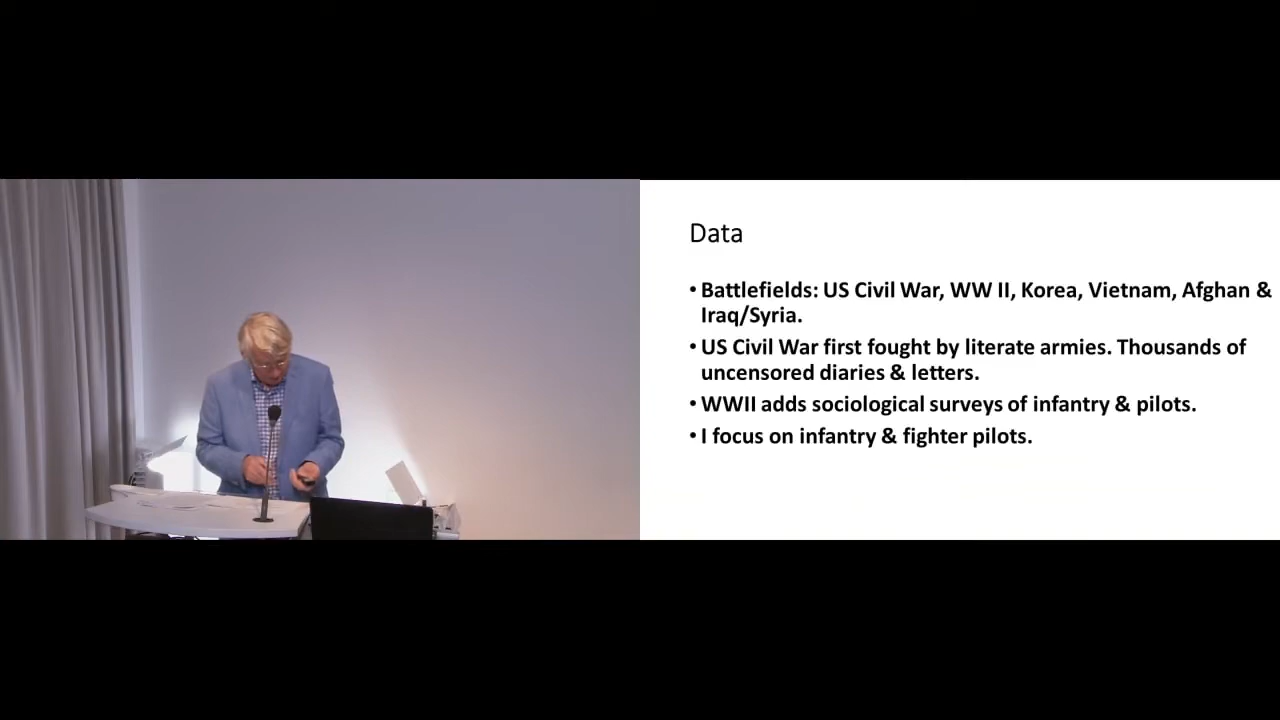 Data
• Battlefields: US Civil War, WW II, Korea, Vietnam, Afghan &
Iraq/Syria.
• US Civil War first fought by literate armies. Thousands of
uncensored diaries & letters.
• WWII adds sociological surveys of infantry & pilots.
• I focus on infantry & fighter pilots.